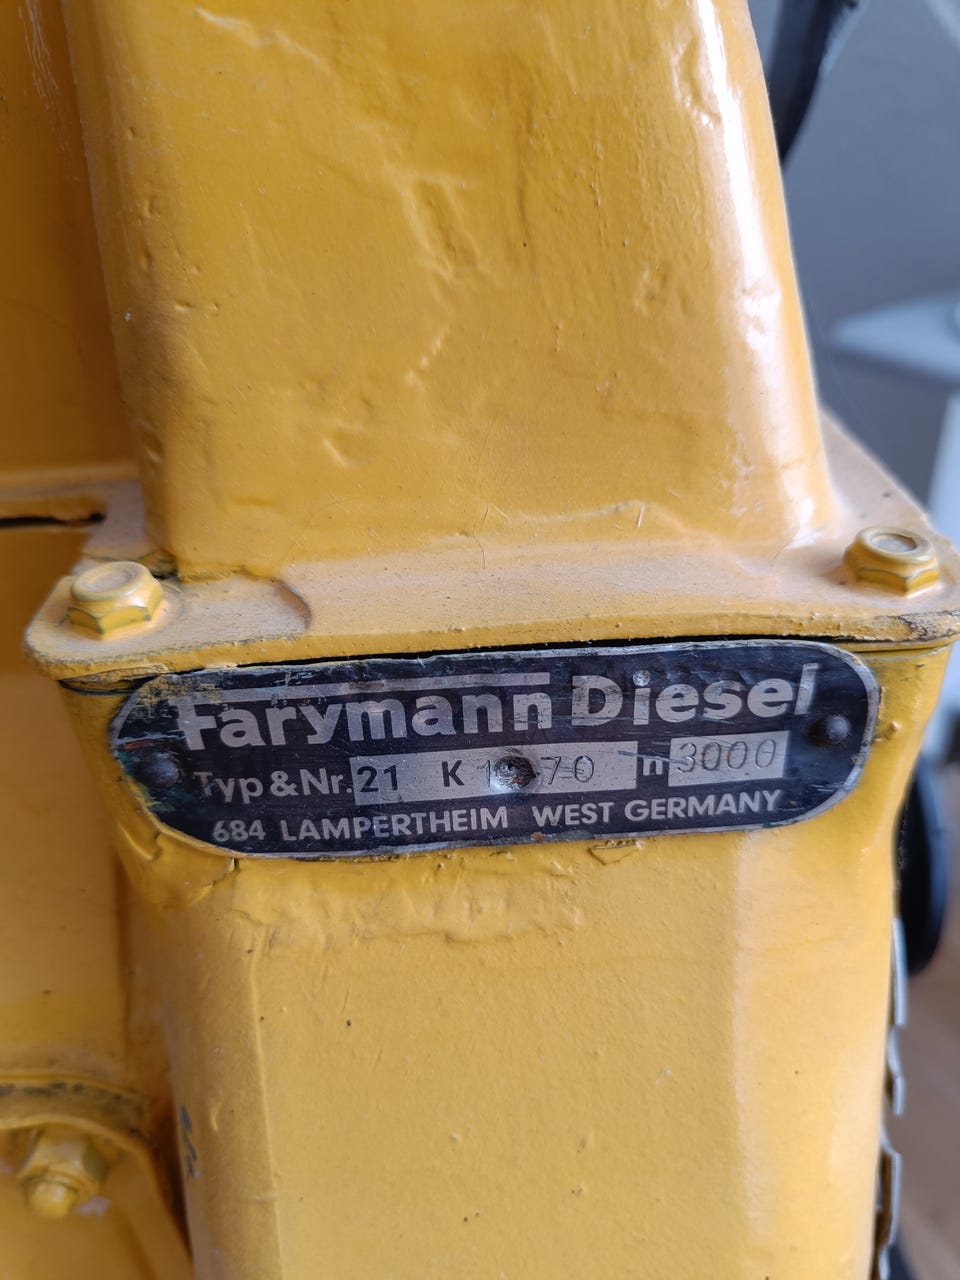 Farymann Diesel
Typ & Nr. 21 K n 3000
684 LAMPERTHEIM WEST GERMANY